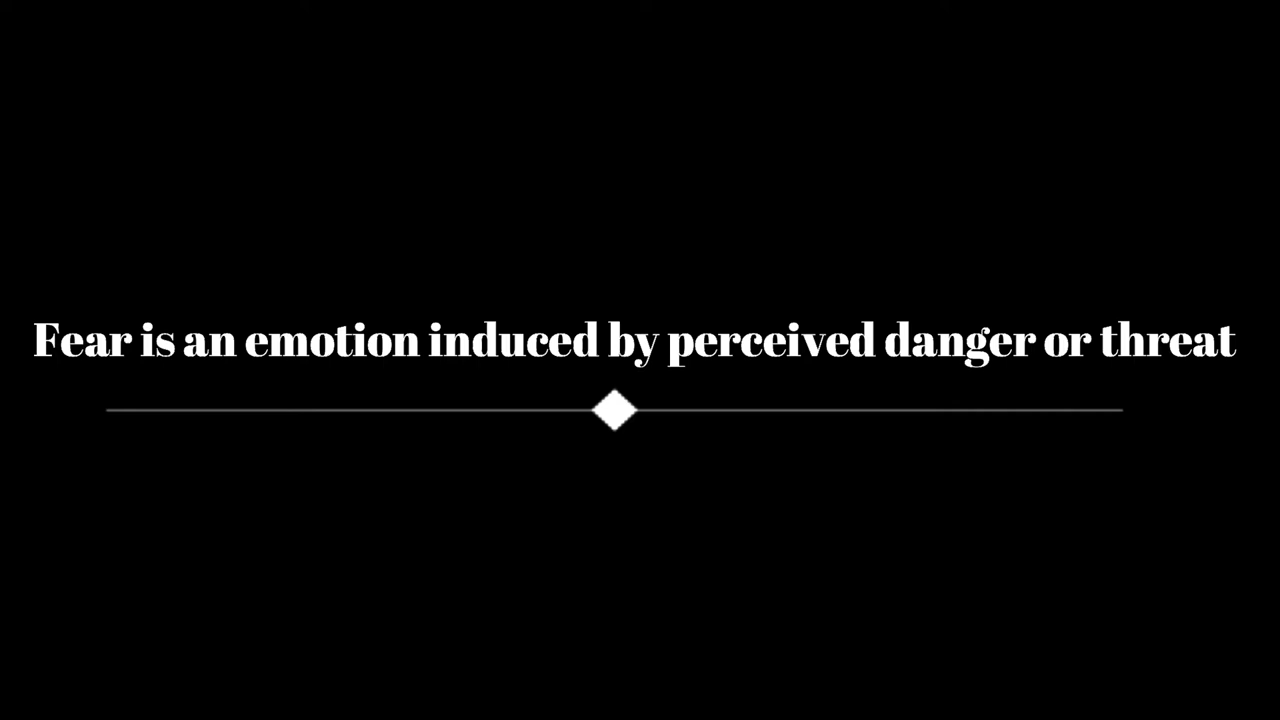 Fear is an emotion induced by perceived danger or threat